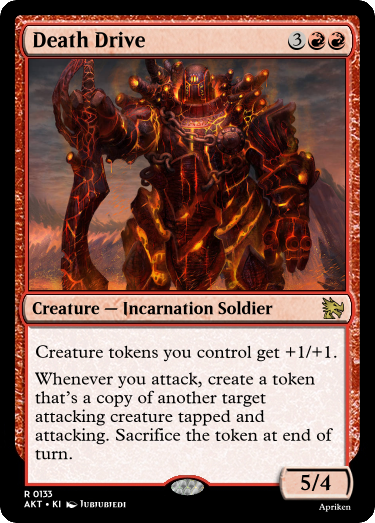 Death Drive 3
Creature — Incarnation Soldier
Creature tokens you control get +1/+1.
Whenever you attack, create a token
that's a copy of another target
attacking creature tapped and
attacking. Sacrifice the token at end of
turn.
5/4
R 0133
AKT • KI Jubjubjedi
Apriken